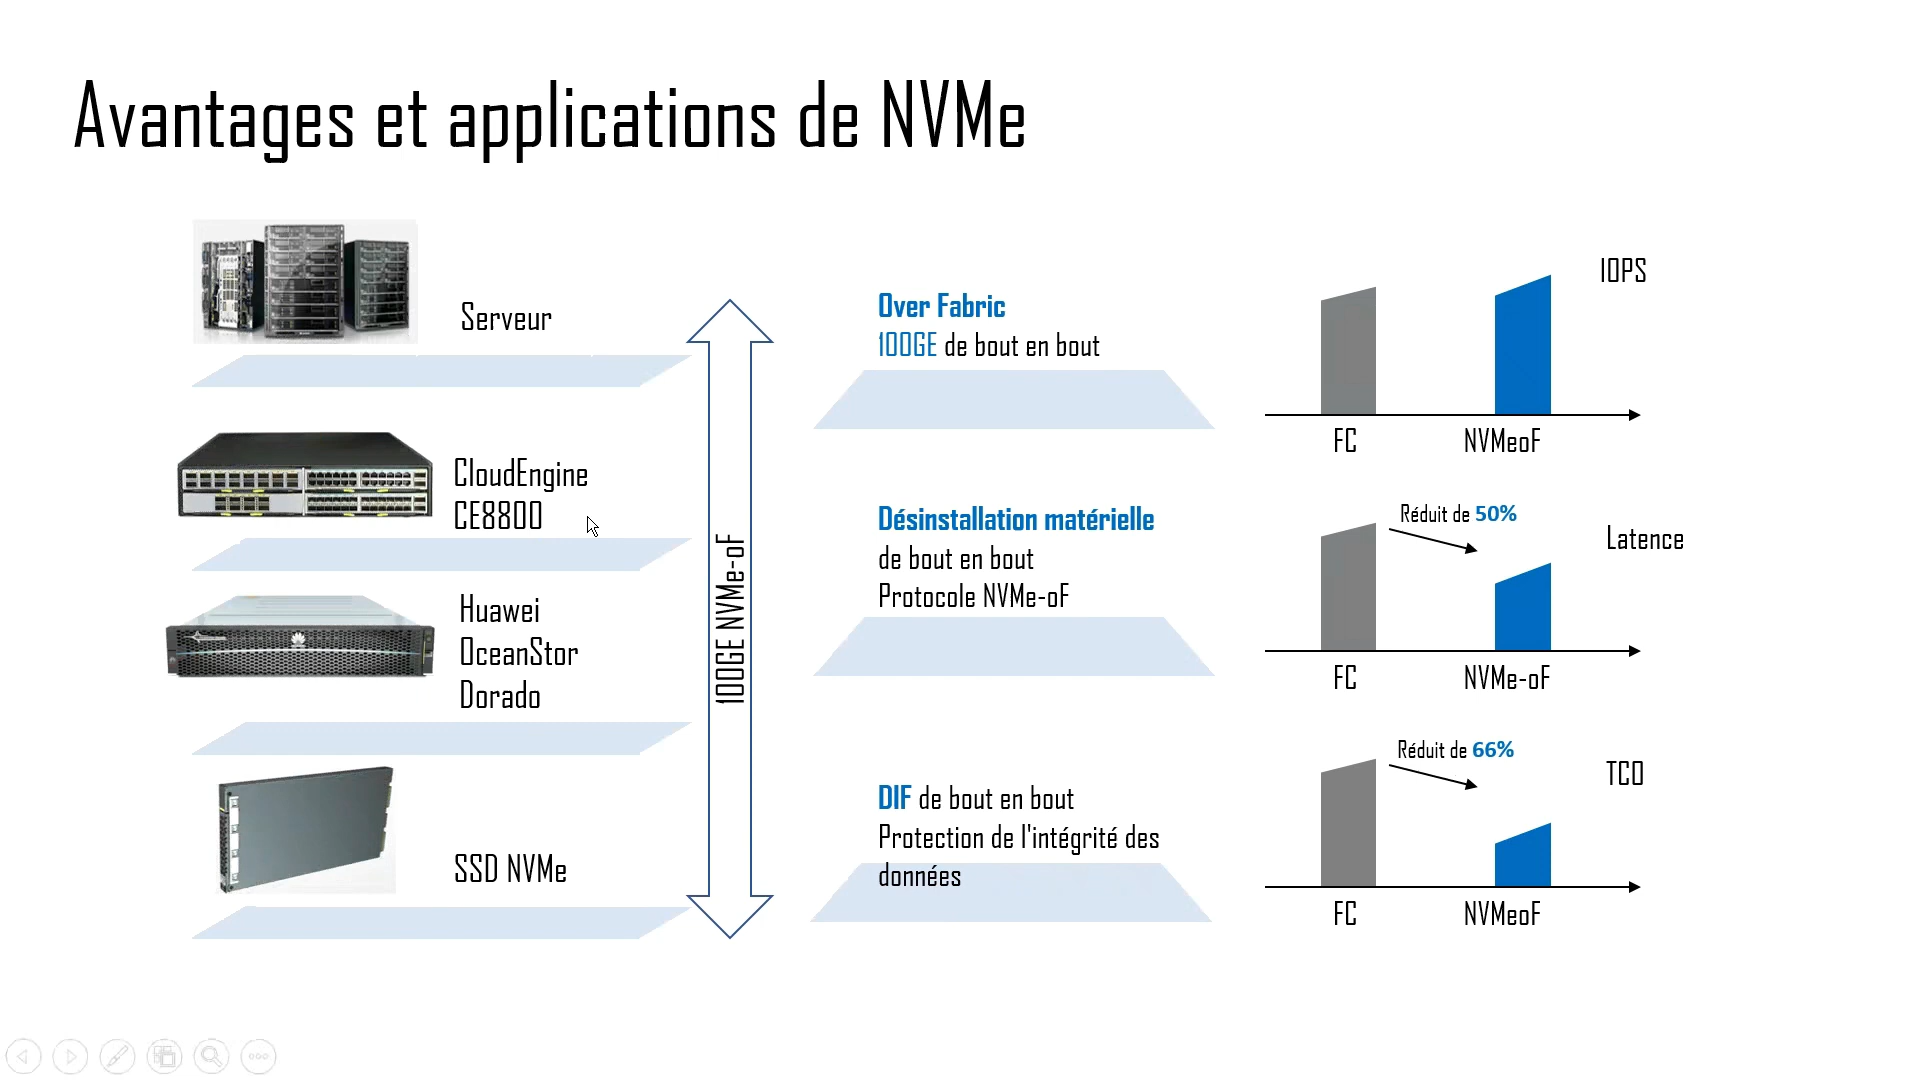 Avantages et applications de NVMe
Serveur
CloudEngine
CE8800
Huawei
OceanStor
Dorado
SSD NVMe
100GE NVMe-oF
Over Fabric
100GE de bout en bout
Désinstallation matérielle
de bout en bout
Protocole NVMe-oF
DIF de bout en bout
Protection de l'intégrité des
données
IOPS
FC
NVMeoF
Réduit de 50%
Latence
FC
NVMe-oF
Réduit de 66%
TCO
FC
NVMeoF